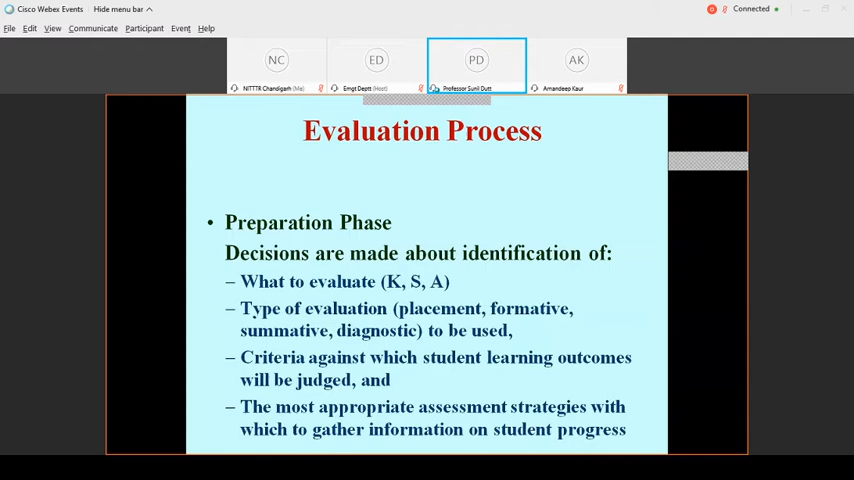 Cisco Webex Events Hide menu bar Connected
File Edit View Communicate Participant Event Help
NC ED PD AK
NITTTR Chandigarh (Me) Emgt Deptt (Host) Professor Sunil Dutt Amandeep Kaur
Evaluation Process
• Preparation Phase
Decisions are made about identification of:
– What to evaluate (K, S, A)
– Type of evaluation (placement, formative,
summative, diagnostic) to be used,
– Criteria against which student learning outcomes
will be judged, and
– The most appropriate assessment strategies with
which to gather information on student progress